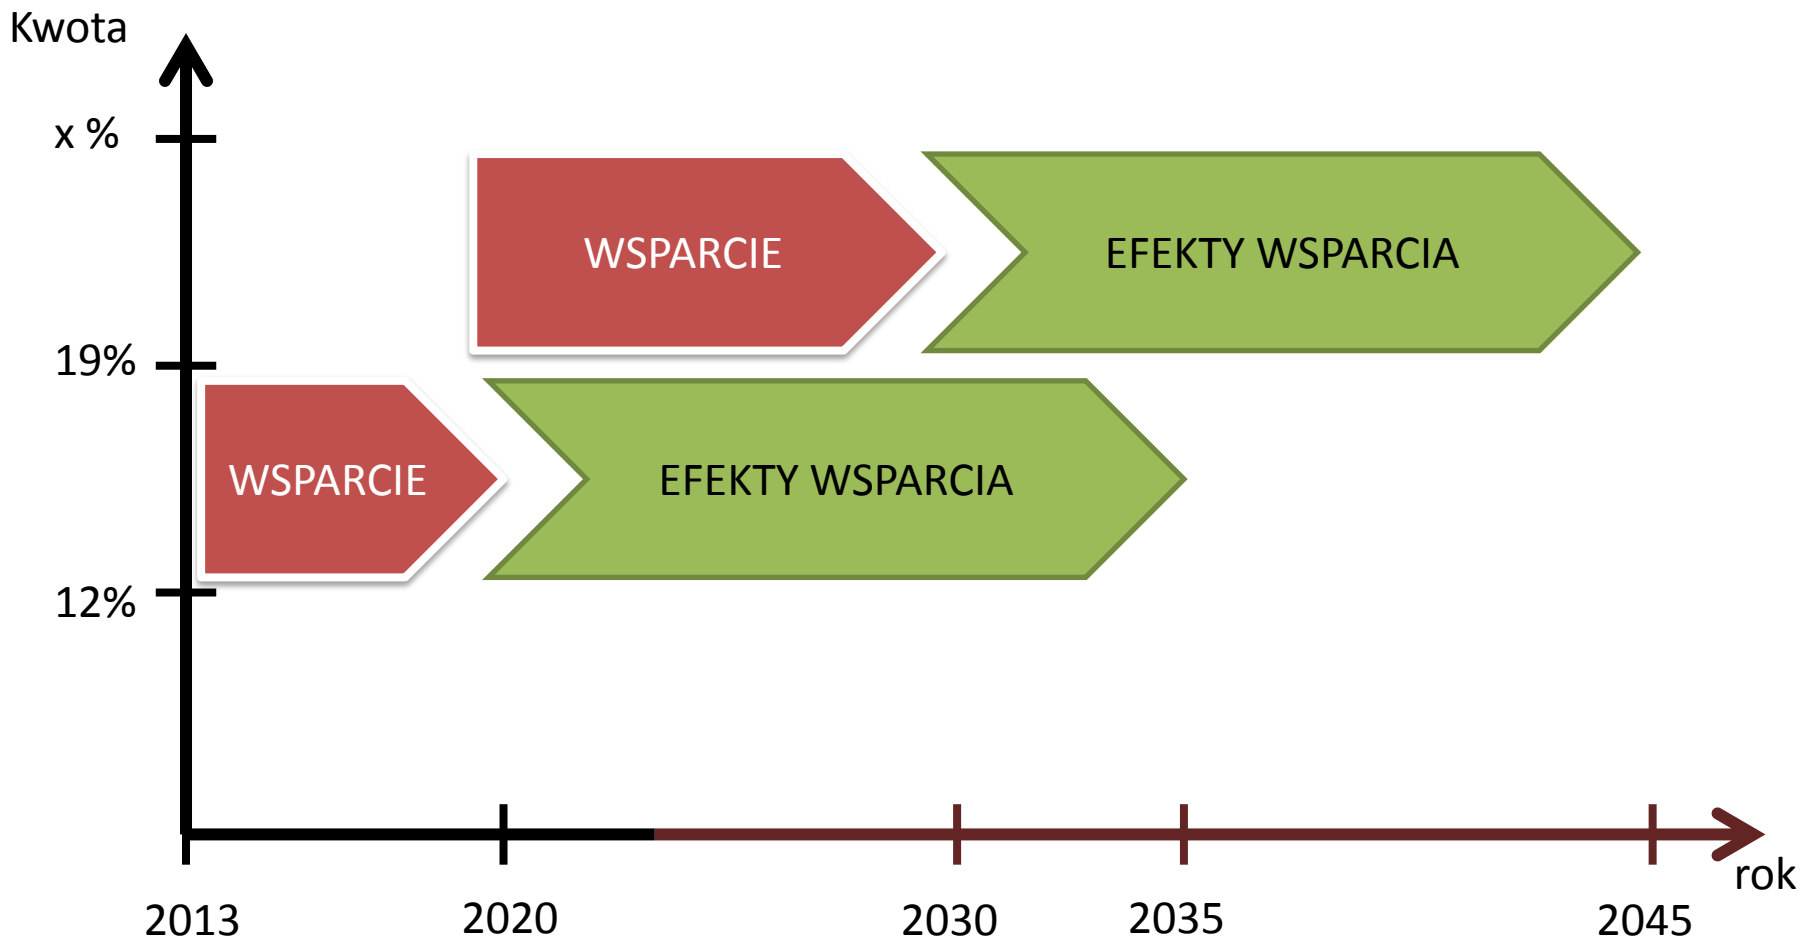 Kwota
x %
WSPARCIE
EFEKTY WSPARCIA
19%
WSPARCIE
EFEKTY WSPARCIA
12%
rok
2013
2020
2030
2035
2045